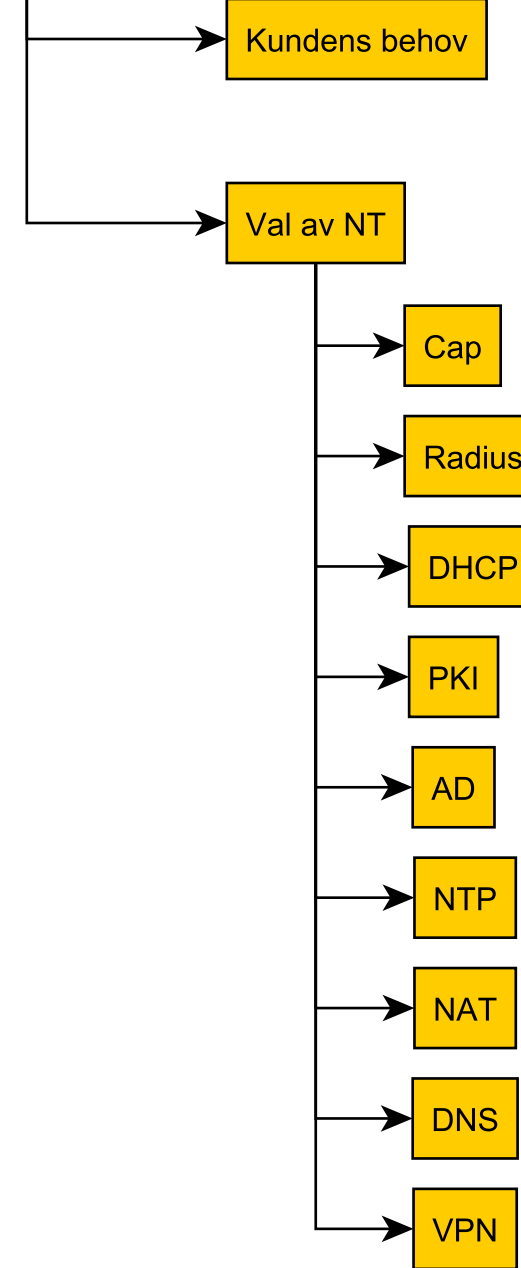 Kundens behov
Val av NT
Cap
Radius
DHCP
PKI
AD
NTP
NAT
DNS
VPN